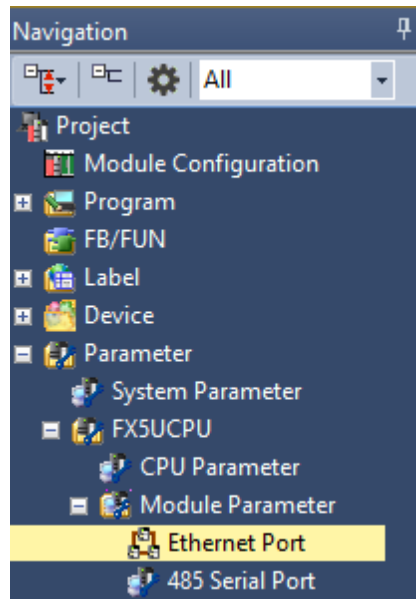 Navigation
All
Project
Module Configuration
Program
FB/FUN
Label
Device
Parameter
System Parameter
FX5UCPU
CPU Parameter
Module Parameter
Ethernet Port
485 Serial Port